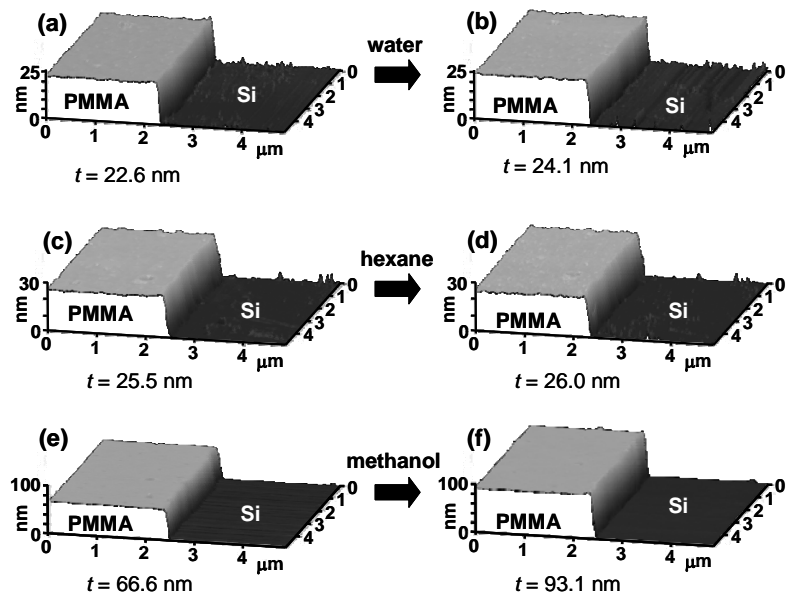 (a)
25
nm
0
PMMA
Si
0 1 2 3 4 μm
0
1
2
3
4
t = 22.6 nm
water
(b)
25
nm
0
PMMA
Si
0 1 2 3 4 μm
0
1
2
3
4
t = 24.1 nm
(c)
30
nm
0
PMMA
Si
0 1 2 3 4 μm
0
1
2
3
4
t = 25.5 nm
hexane
(d)
30
nm
0
PMMA
Si
0 1 2 3 4 μm
0
1
2
3
4
t = 26.0 nm
(e)
100
nm
0
PMMA
Si
0 1 2 3 4 μm
0
1
2
3
4
t = 66.6 nm
methanol
(f)
100
nm
0
PMMA
Si
0 1 2 3 4 μm
0
1
2
3
4
t = 93.1 nm